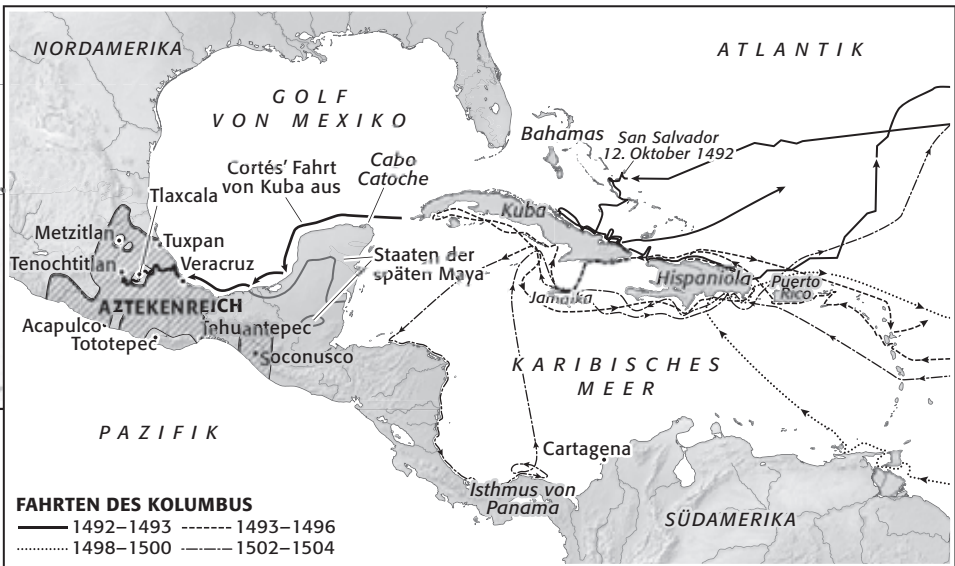 NORDAMERIKA
ATLANTIK
GOLF
VON MEXIKO
Bahamas
San Salvador
12. Oktober 1492
Cortés’ Fahrt
von Kuba aus
Cabo
Catoche
Tlaxcala
Kuba
Metzitlan
Tuxpan
Tenochtitlan
Veracruz
Staaten der
späten Maya
Hispaniola
Puerto
Rico
Jamaika
AZTEKENREICH
Acapulco
Tehuantepec
Tototepec
Soconusco
KARIBISCHES
MEER
PAZIFIK
Cartagena
Isthmus von
Panama
SÜDAMERIKA
FAHRTEN DES KOLUMBUS
1492–1493
1493–1496
1498–1500
1502–1504